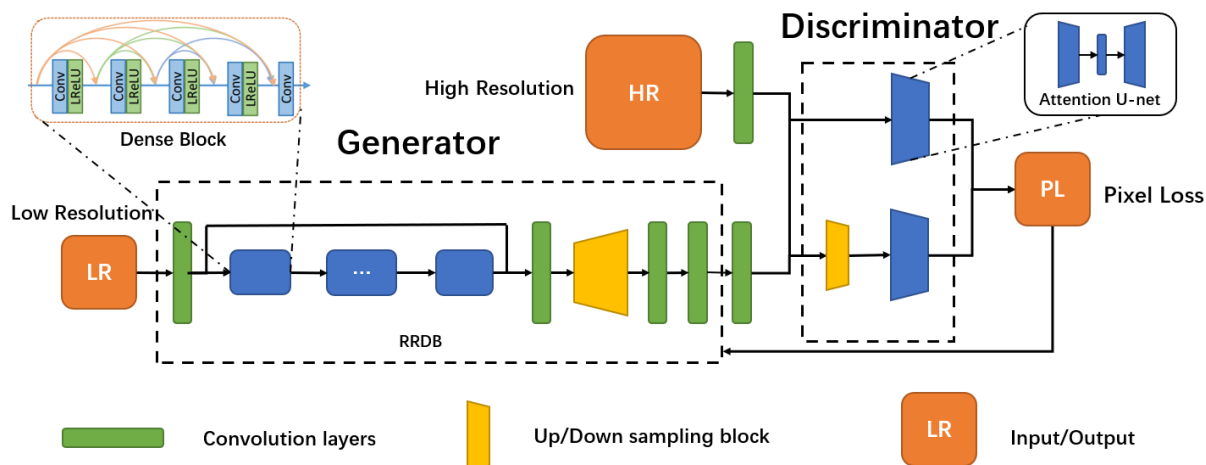 Discriminator
Conv
LReLU
Conv
LReLU
Conv
LReLU
Conv
LReLU
Conv
Dense Block
High Resolution
HR
Attention U-net
Generator
Low Resolution
LR
...
RRDB
PL
Pixel Loss
Convolution layers
Up/Down sampling block
LR
Input/Output